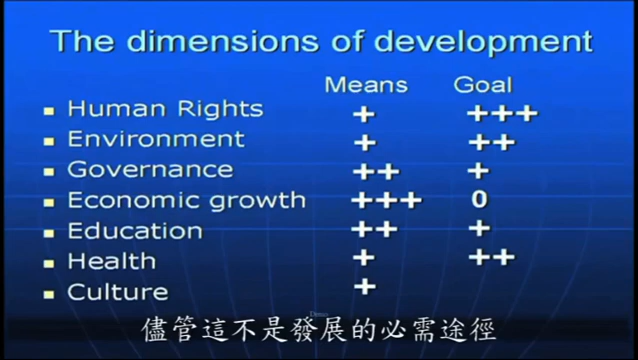 The dimensions of development
Means Goal
Human Rights + +++
Environment + ++
Governance ++ +
Economic growth +++ 0
Education ++ +
Health + ++
Culture +
儘管這不是發展的必需途徑